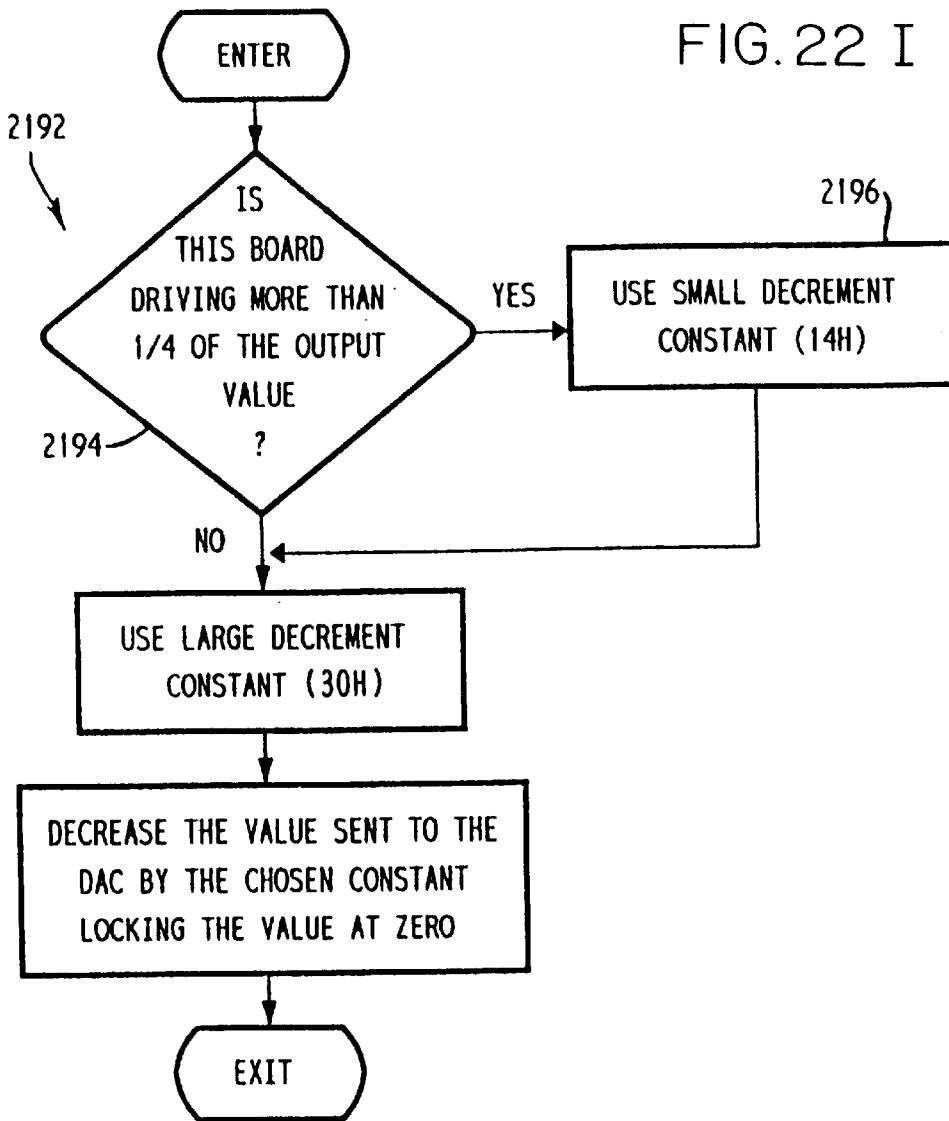 FIG. 22 I
ENTER
2192
IS
THIS BOARD
DRIVING MORE THAN
1/4 OF THE OUTPUT
VALUE
?
2194
YES
2196
USE SMALL DECREMENT
CONSTANT (14H)
NO
USE LARGE DECREMENT
CONSTANT (30H)
DECREASE THE VALUE SENT TO THE
DAC BY THE CHOSEN CONSTANT
LOCKING THE VALUE AT ZERO
EXIT